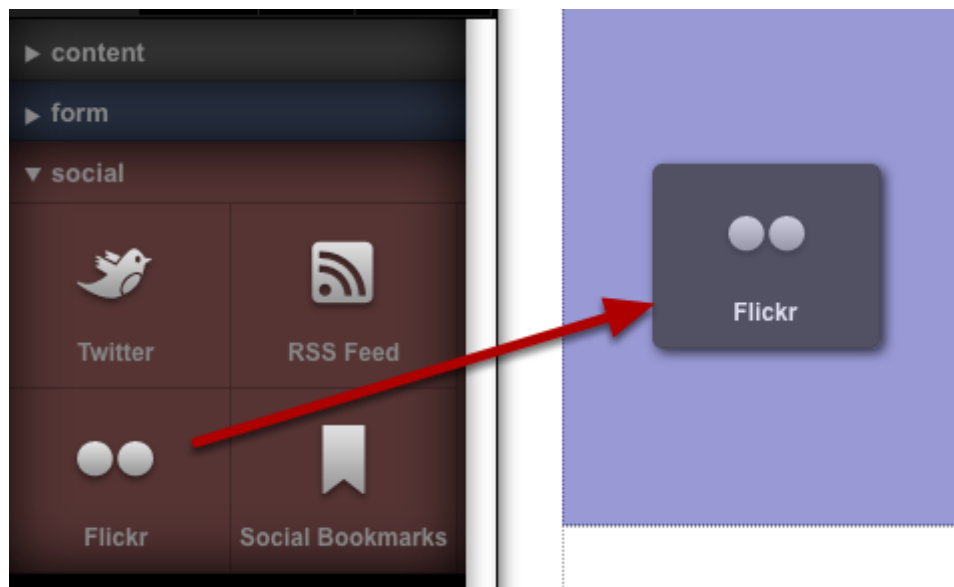 content
form
social
Twitter
RSS Feed
Flickr
Social Bookmarks
Flickr